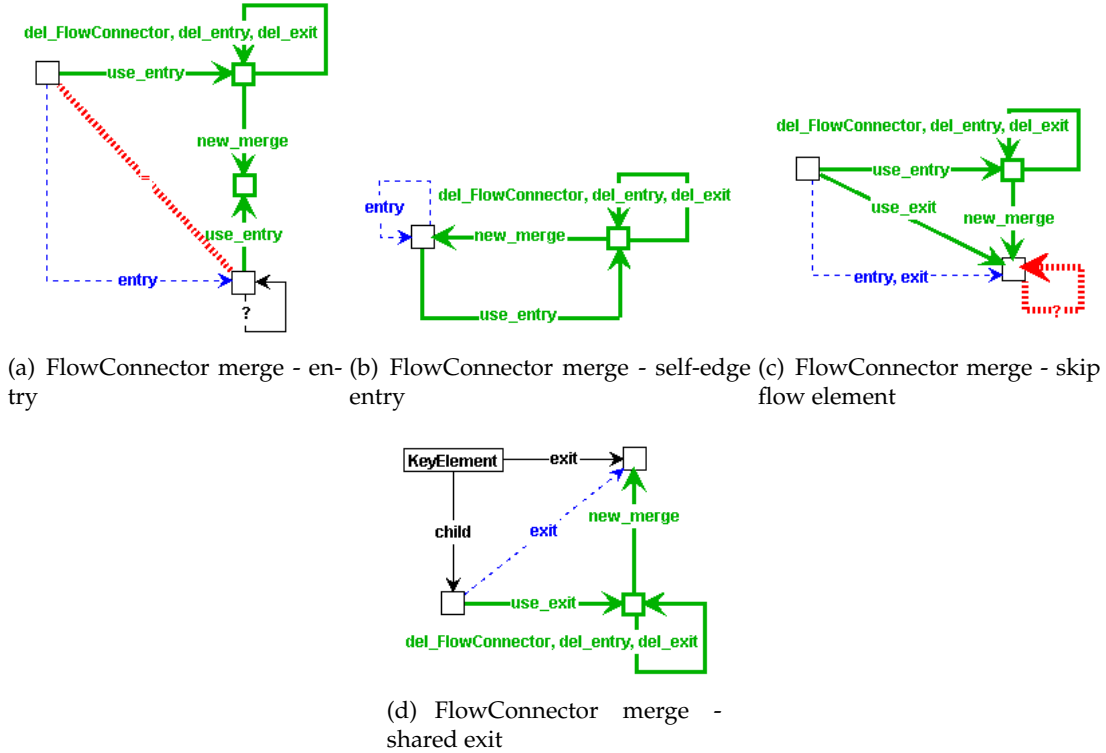 del_FlowConnector, del_entry, del_exit
use_entry
new_merge
=
use_entry
entry
?
(a) FlowConnector merge - en-
try
entry
del_FlowConnector, del_entry, del_exit
new_merge
use_entry
(b) FlowConnector merge - self-edge
entry
del_FlowConnector, del_entry, del_exit
use_entry
use_exit
new_merge
entry, exit
?
(c) FlowConnector merge - skip
flow element
KeyElement
exit
new_merge
child
exit
use_exit
del_FlowConnector, del_entry, del_exit
(d) FlowConnector merge -
shared exit